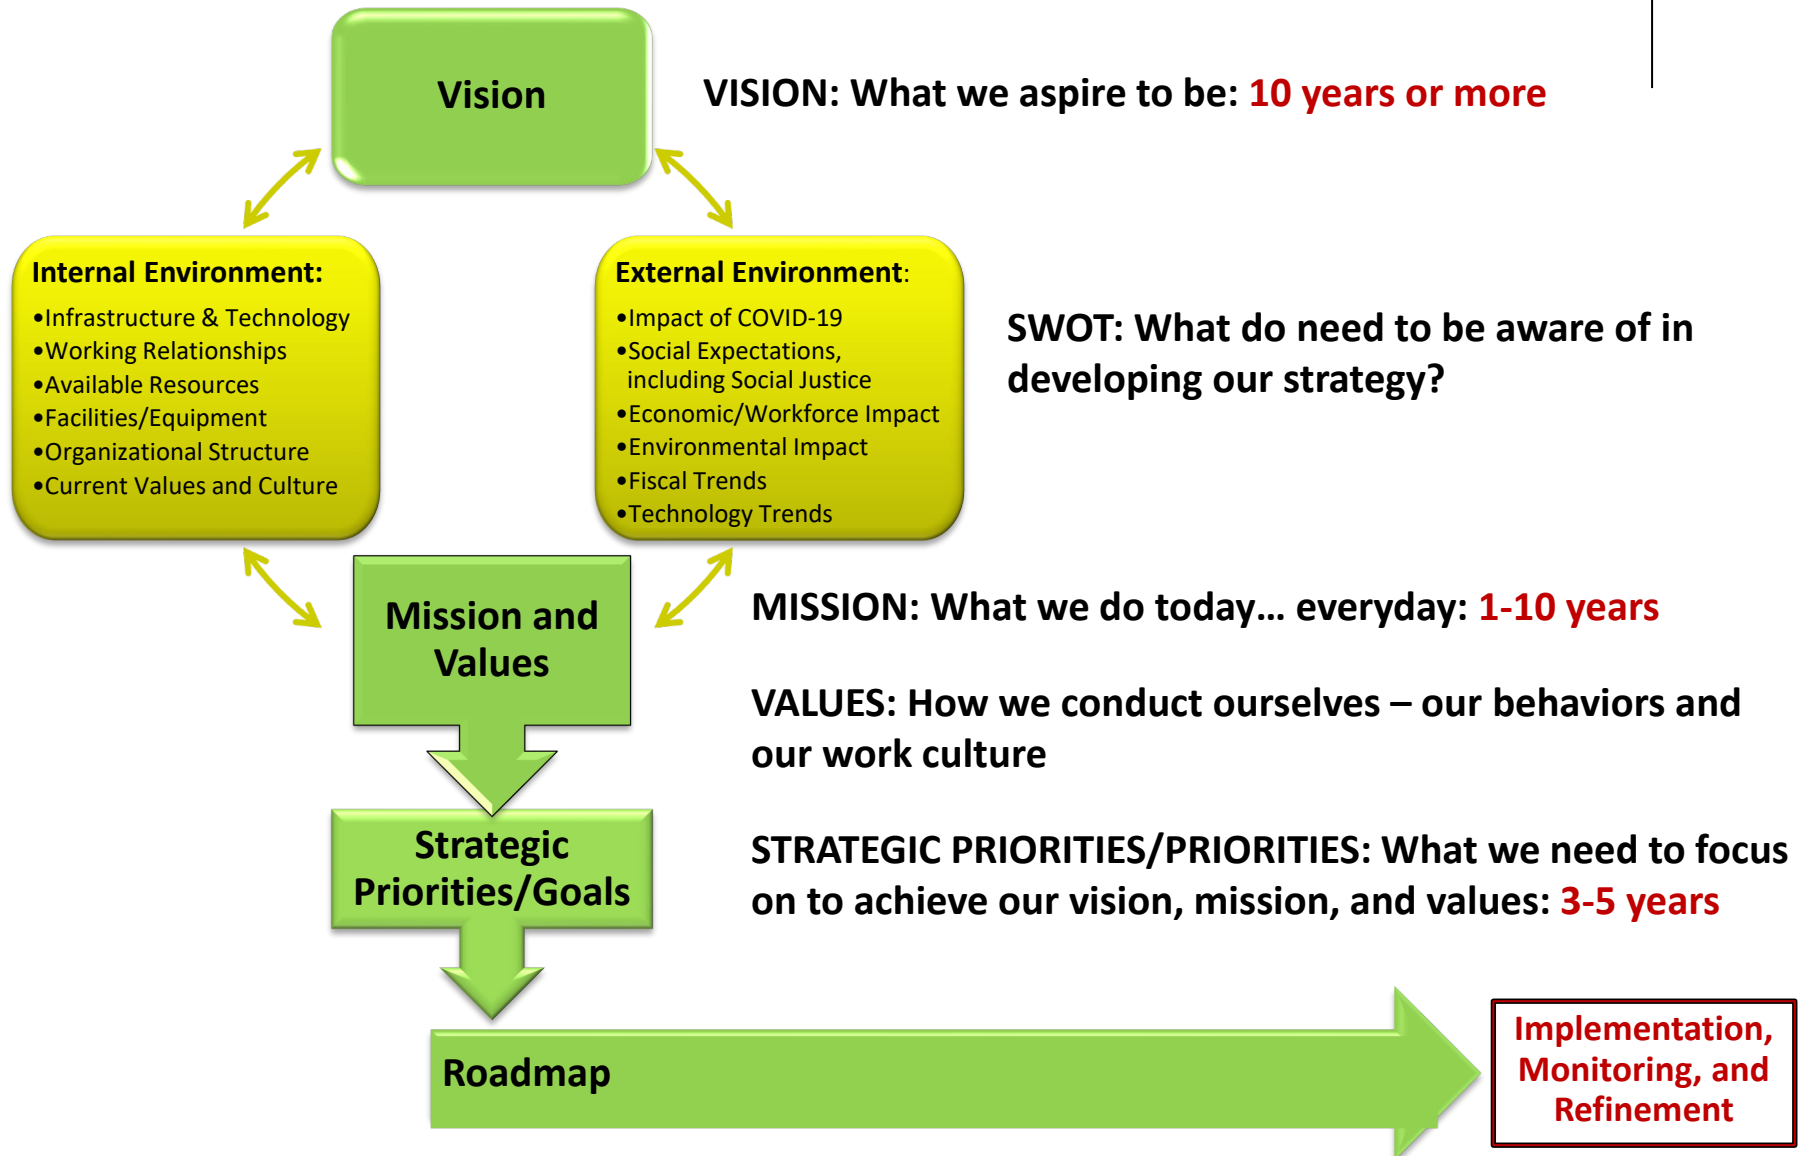 Vision
VISION: What we aspire to be: 10 years or more
Internal Environment:
•Infrastructure & Technology
•Working Relationships
•Available Resources
•Facilities/Equipment
•Organizational Structure
•Current Values and Culture
External Environment:
•Impact of COVID-19
•Social Expectations,
including Social Justice
•Economic/Workforce Impact
•Environmental Impact
•Fiscal Trends
•Technology Trends
SWOT: What do need to be aware of in
developing our strategy?
Mission and
Values
MISSION: What we do today… everyday: 1-10 years
VALUES: How we conduct ourselves – our behaviors and
our work culture
Strategic
Priorities/Goals
STRATEGIC PRIORITIES/PRIORITIES: What we need to focus
on to achieve our vision, mission, and values: 3-5 years
Roadmap
Implementation,
Monitoring, and
Refinement